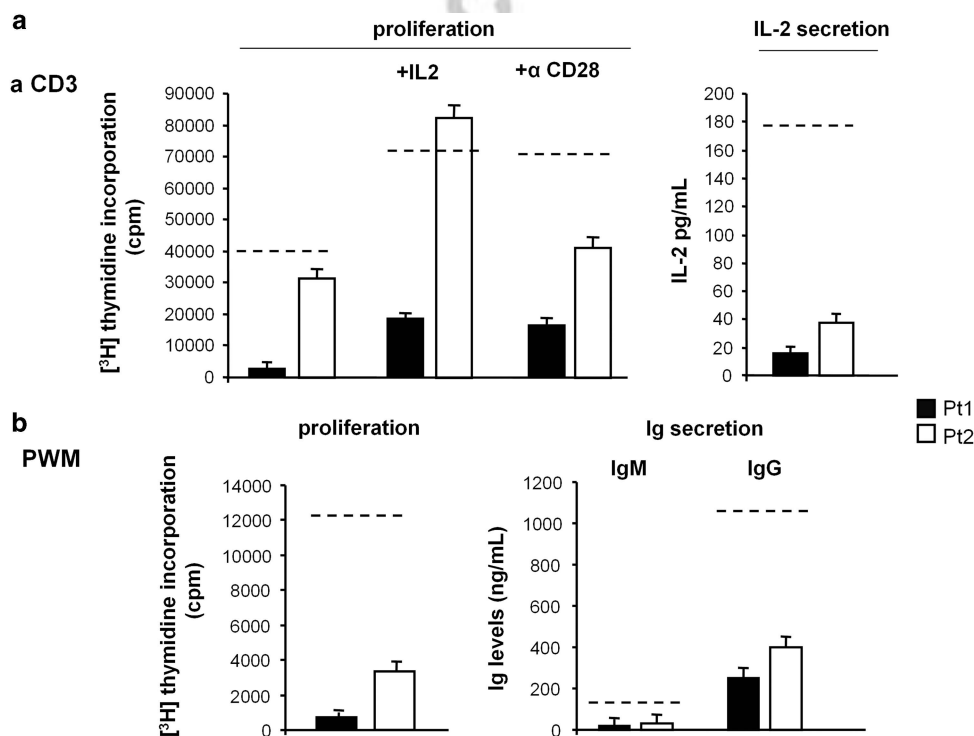 a
proliferation
IL-2 secretion
a CD3
+IL2
+α CD28
[³H] thymidine incorporation
(cpm)
90000
80000
70000
60000
50000
40000
30000
20000
10000
0
IL-2 pg/mL
200
180
160
140
120
100
80
60
40
20
0
Pt1
Pt2
b
PWM
proliferation
[³H] thymidine incorporation
(cpm)
14000
12000
10000
8000
6000
4000
2000
0
Ig secretion
IgM
IgG
Ig levels (ng/mL)
1200
1000
800
600
400
200
0